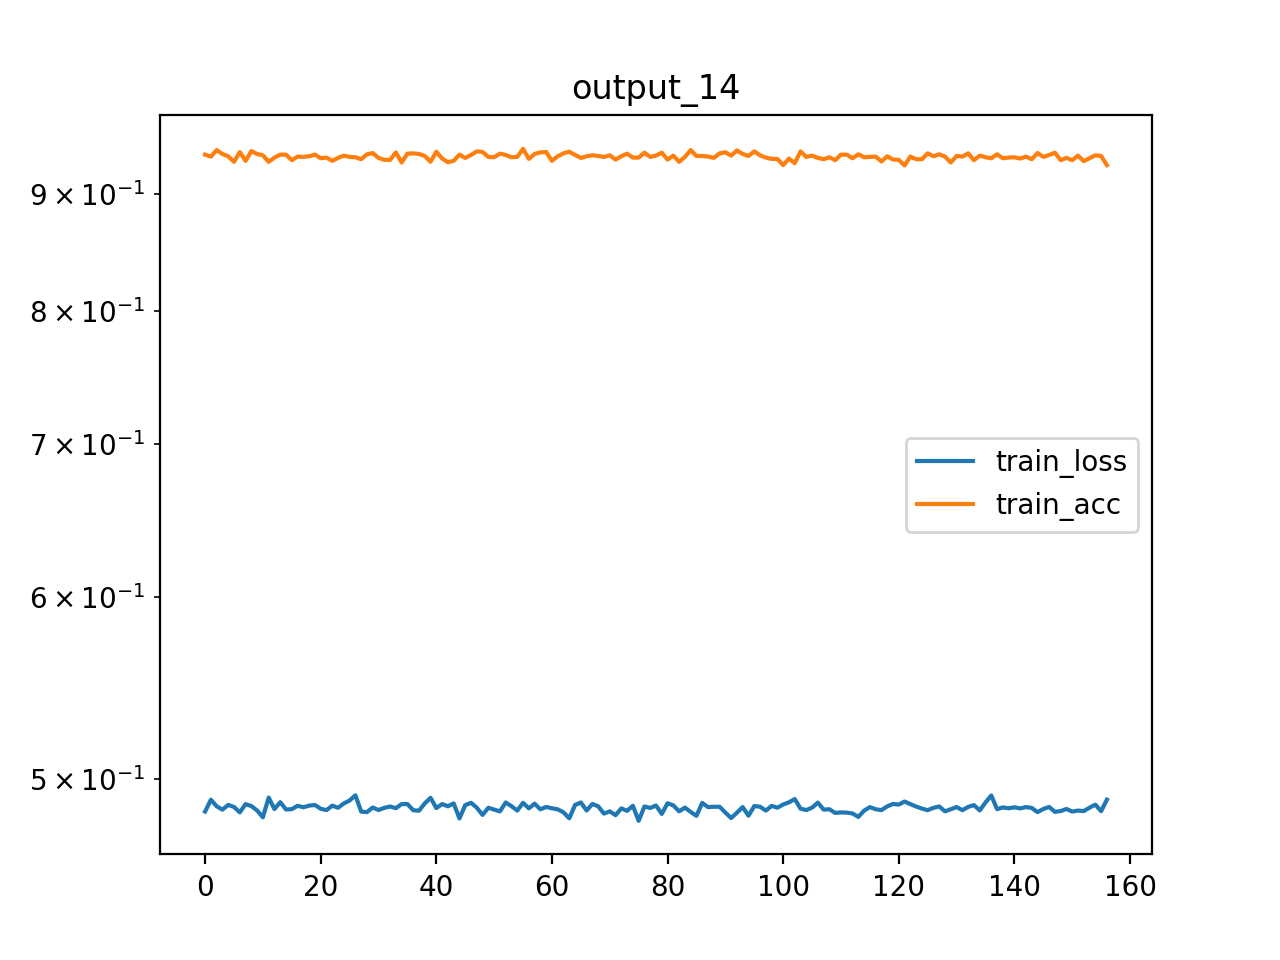 output_14
9 × 10⁻¹
8 × 10⁻¹
7 × 10⁻¹
6 × 10⁻¹
5 × 10⁻¹
train_loss
train_acc
0 20 40 60 80 100 120 140 160